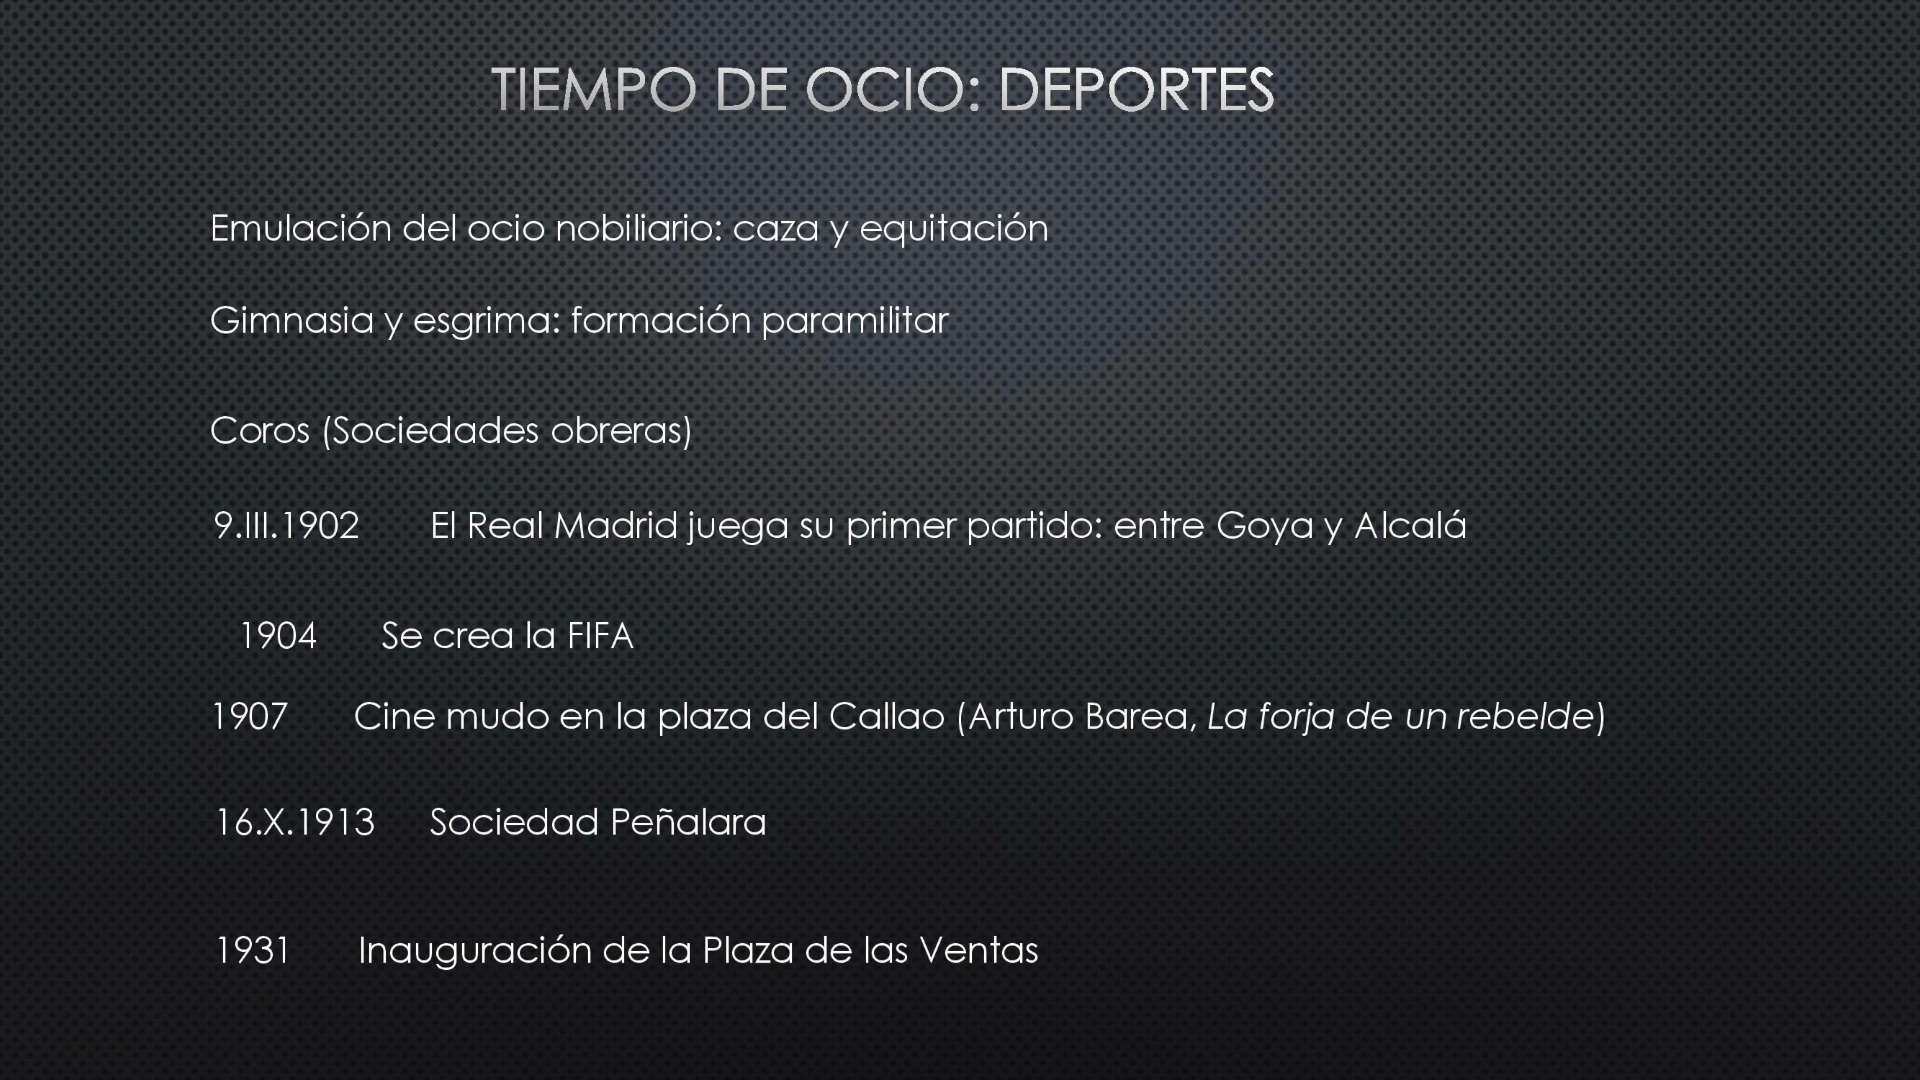 TIEMPO DE OCIO: DEPORTES
Emulación del ocio nobiliario: caza y equitación
Gimnasia y esgrima: formación paramilitar
Coros (Sociedades obreras)
9.III.1902 El Real Madrid juega su primer partido: entre Goya y Alcalá
1904 Se crea la FIFA
1907 Cine mudo en la plaza del Callao (Arturo Barea, La forja de un rebelde)
16.X.1913 Sociedad Peñalara
1931 Inauguración de la Plaza de las Ventas